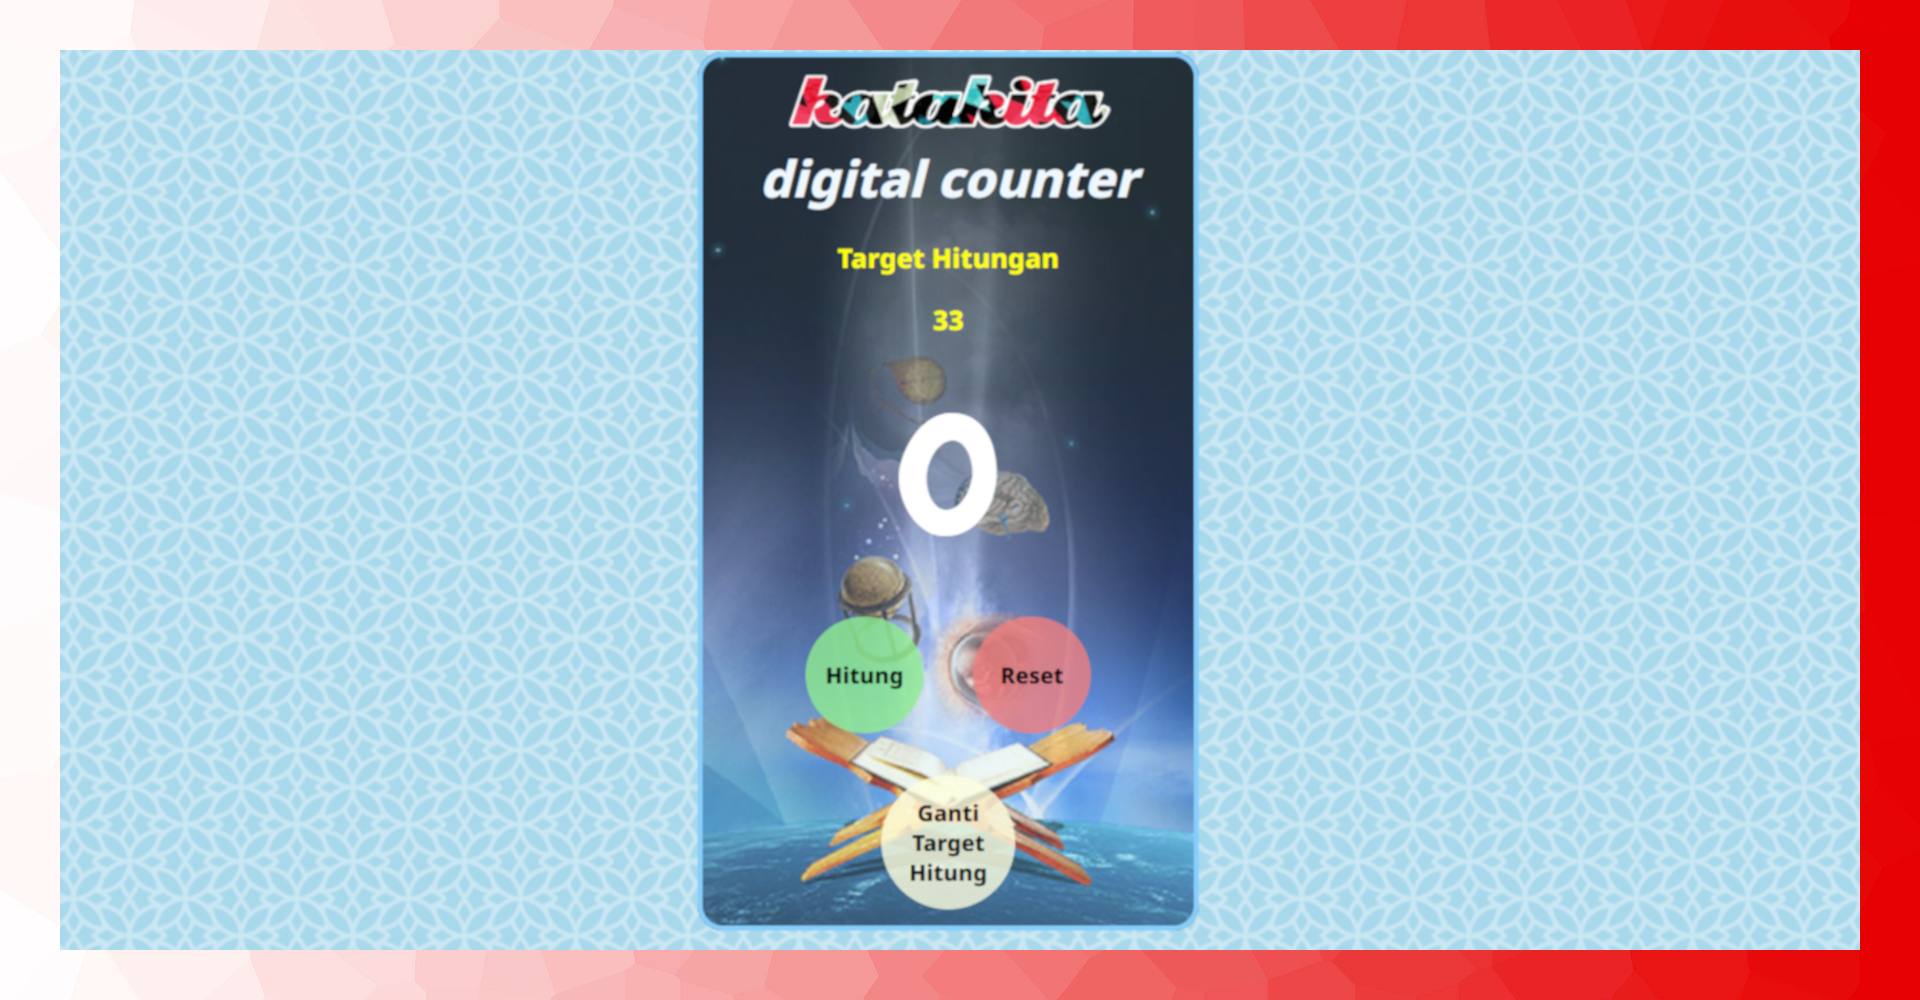 katakita
digital counter
Target Hitungan
33
0
Hitung
Reset
Ganti
Target
Hitung